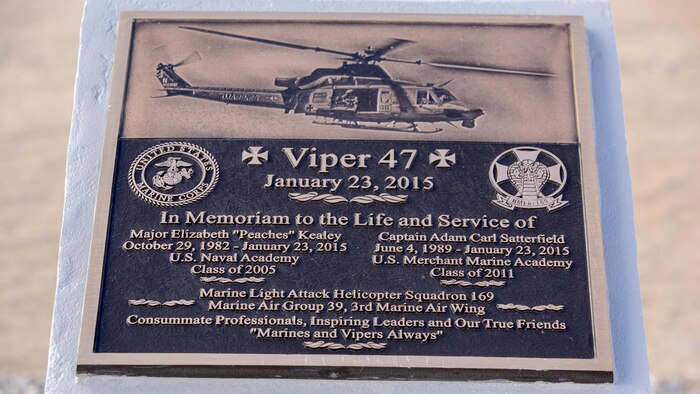 MARINES
UNITED STATES
MARINE CORPS
Viper 47
January 23, 2015
HMLA-169
In Memoriam to the Life and Service of
Major Elizabeth "Peaches" Kealey
October 29, 1982 - January 23, 2015
U.S. Naval Academy
Class of 2005
Captain Adam Carl Satterfield
June 4, 1989 - January 23, 2015
U.S. Merchant Marine Academy
Class of 2011
Marine Light Attack Helicopter Squadron 169
Marine Air Group 39, 3rd Marine Air Wing
Consummate Professionals, Inspiring Leaders and Our True Friends
"Marines and Vipers Always"